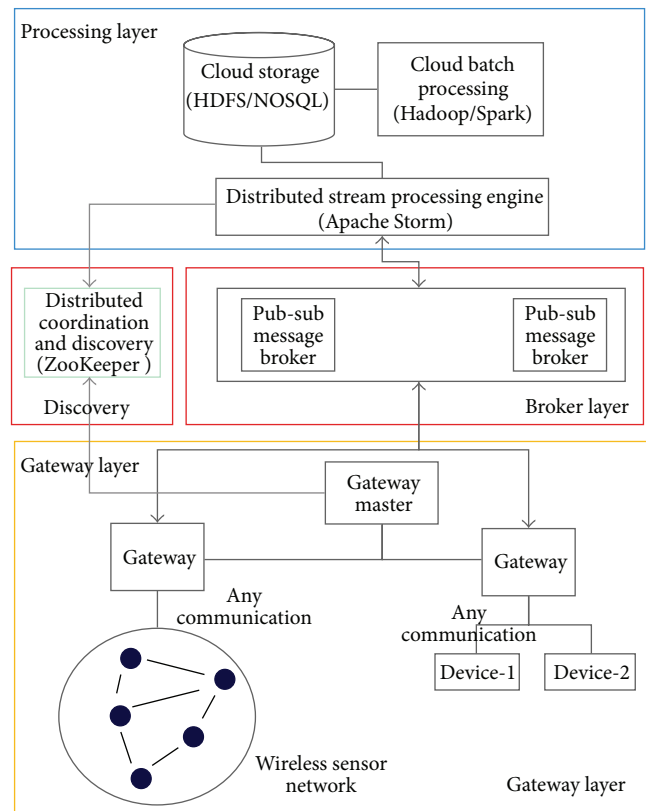 Processing layer
Cloud storage
(HDFS/NOSQL)
Cloud batch
processing
(Hadoop/Spark)
Distributed stream processing engine
(Apache Storm)
Distributed
coordination
and discovery
(ZooKeeper )
Discovery
Pub-sub
message
broker
Pub-sub
message
broker
Broker layer
Gateway layer
Gateway
master
Gateway
Gateway
Any
communication
Any
communication
Device-1
Device-2
Wireless sensor
network
Gateway layer